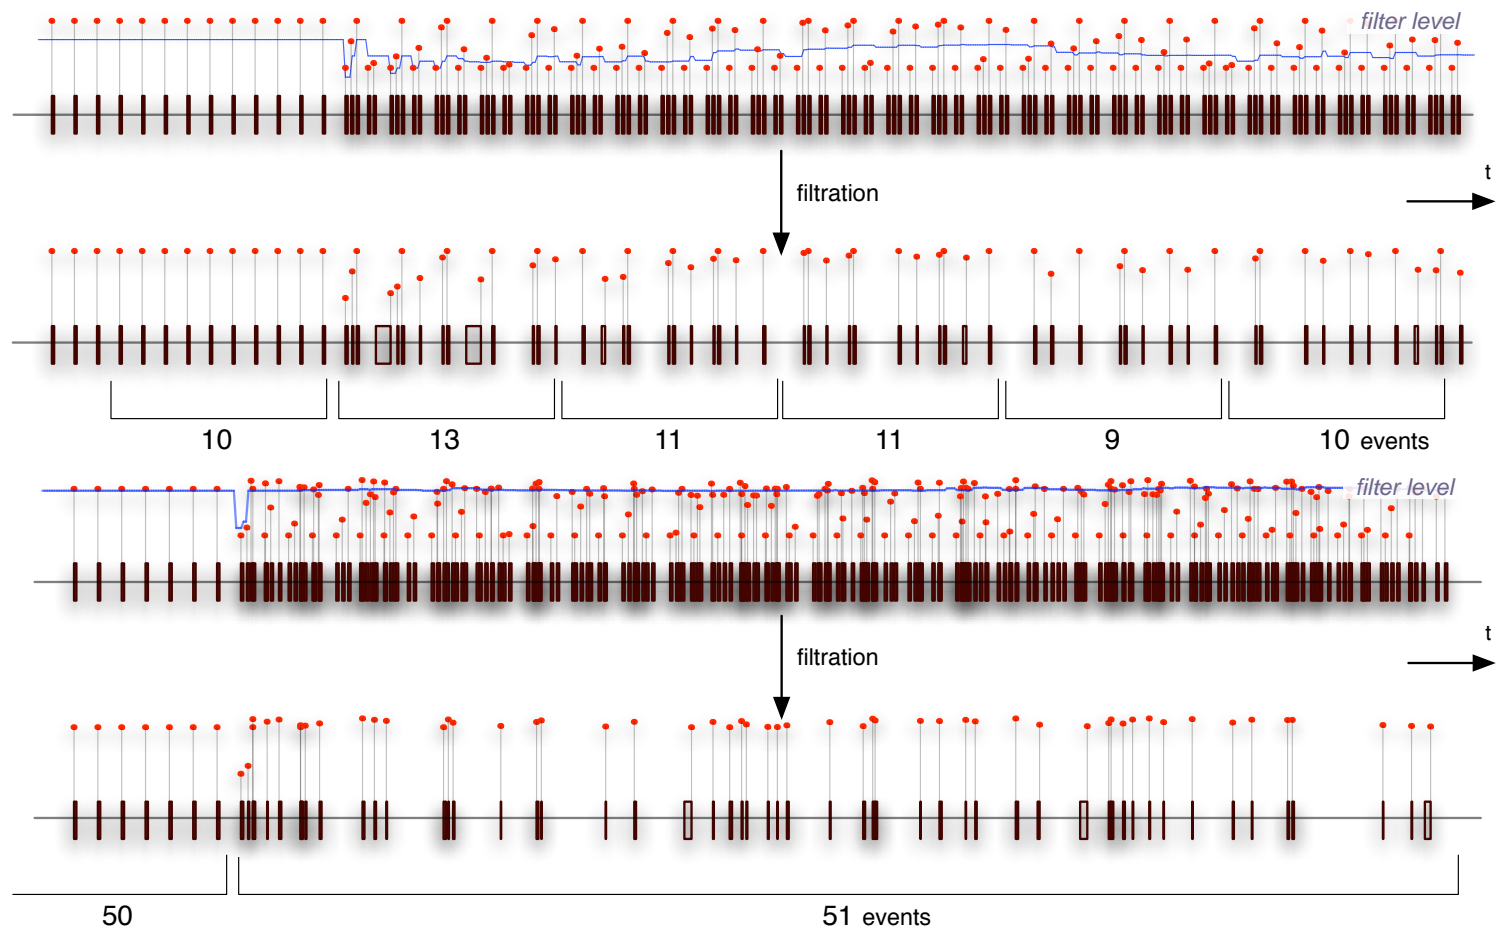 filter level
filtration
t
10 13 11 11 9 10 events
filter level
filtration
t
50 51 events